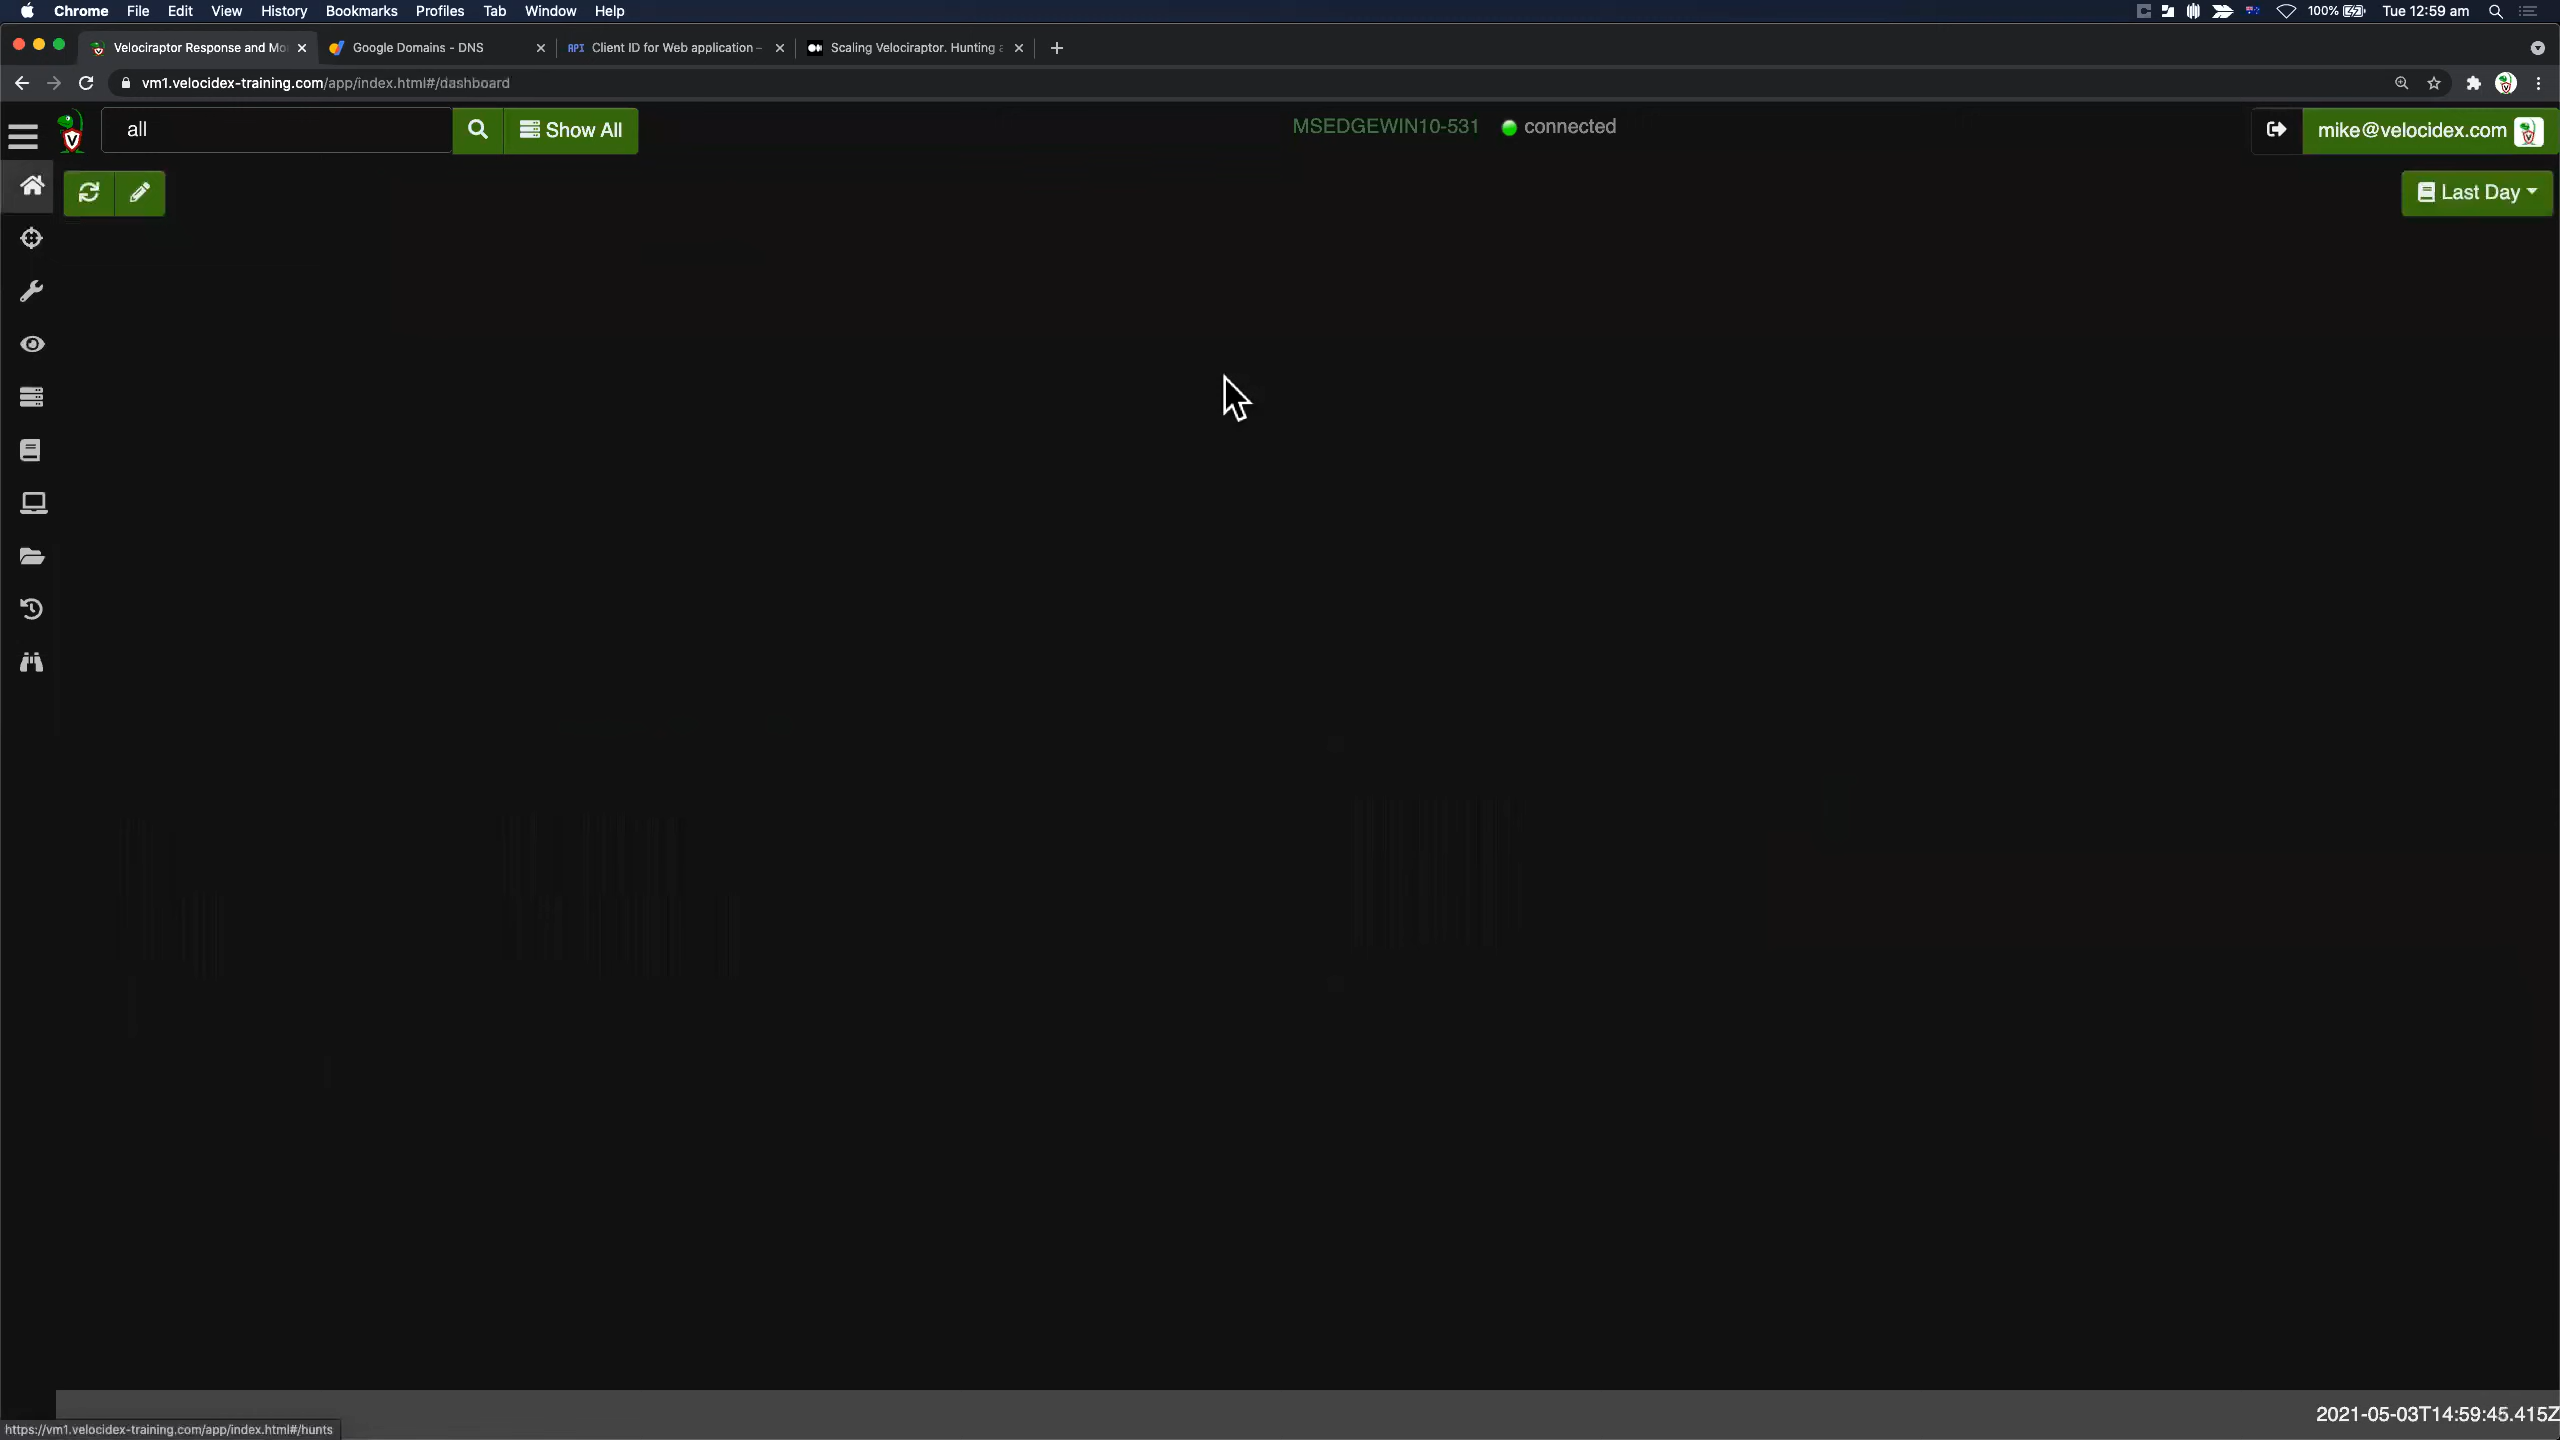 Chrome File Edit View History Bookmarks Profiles Tab Window Help 100% Tue 12:59 am
Velociraptor Response and Mo Google Domains - DNS API Client ID for Web application - Scaling Velociraptor. Hunting a
vm1.velocidex-training.com/app/index.html#/dashboard
all Show All MSEDGEWIN10-531 connected mike@velocidex.com
Last Day
2021-05-03T14:59:45.415Z
https://vm1.velocidex-training.com/app/index.html#/hunts